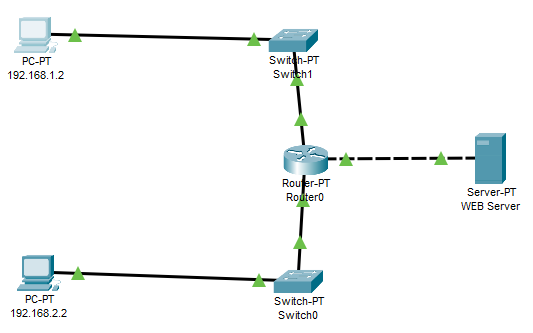 PC-PT
192.168.1.2
Switch-PT
Switch1
Router-PT
Router0
Server-PT
WEB Server
PC-PT
192.168.2.2
Switch-PT
Switch0